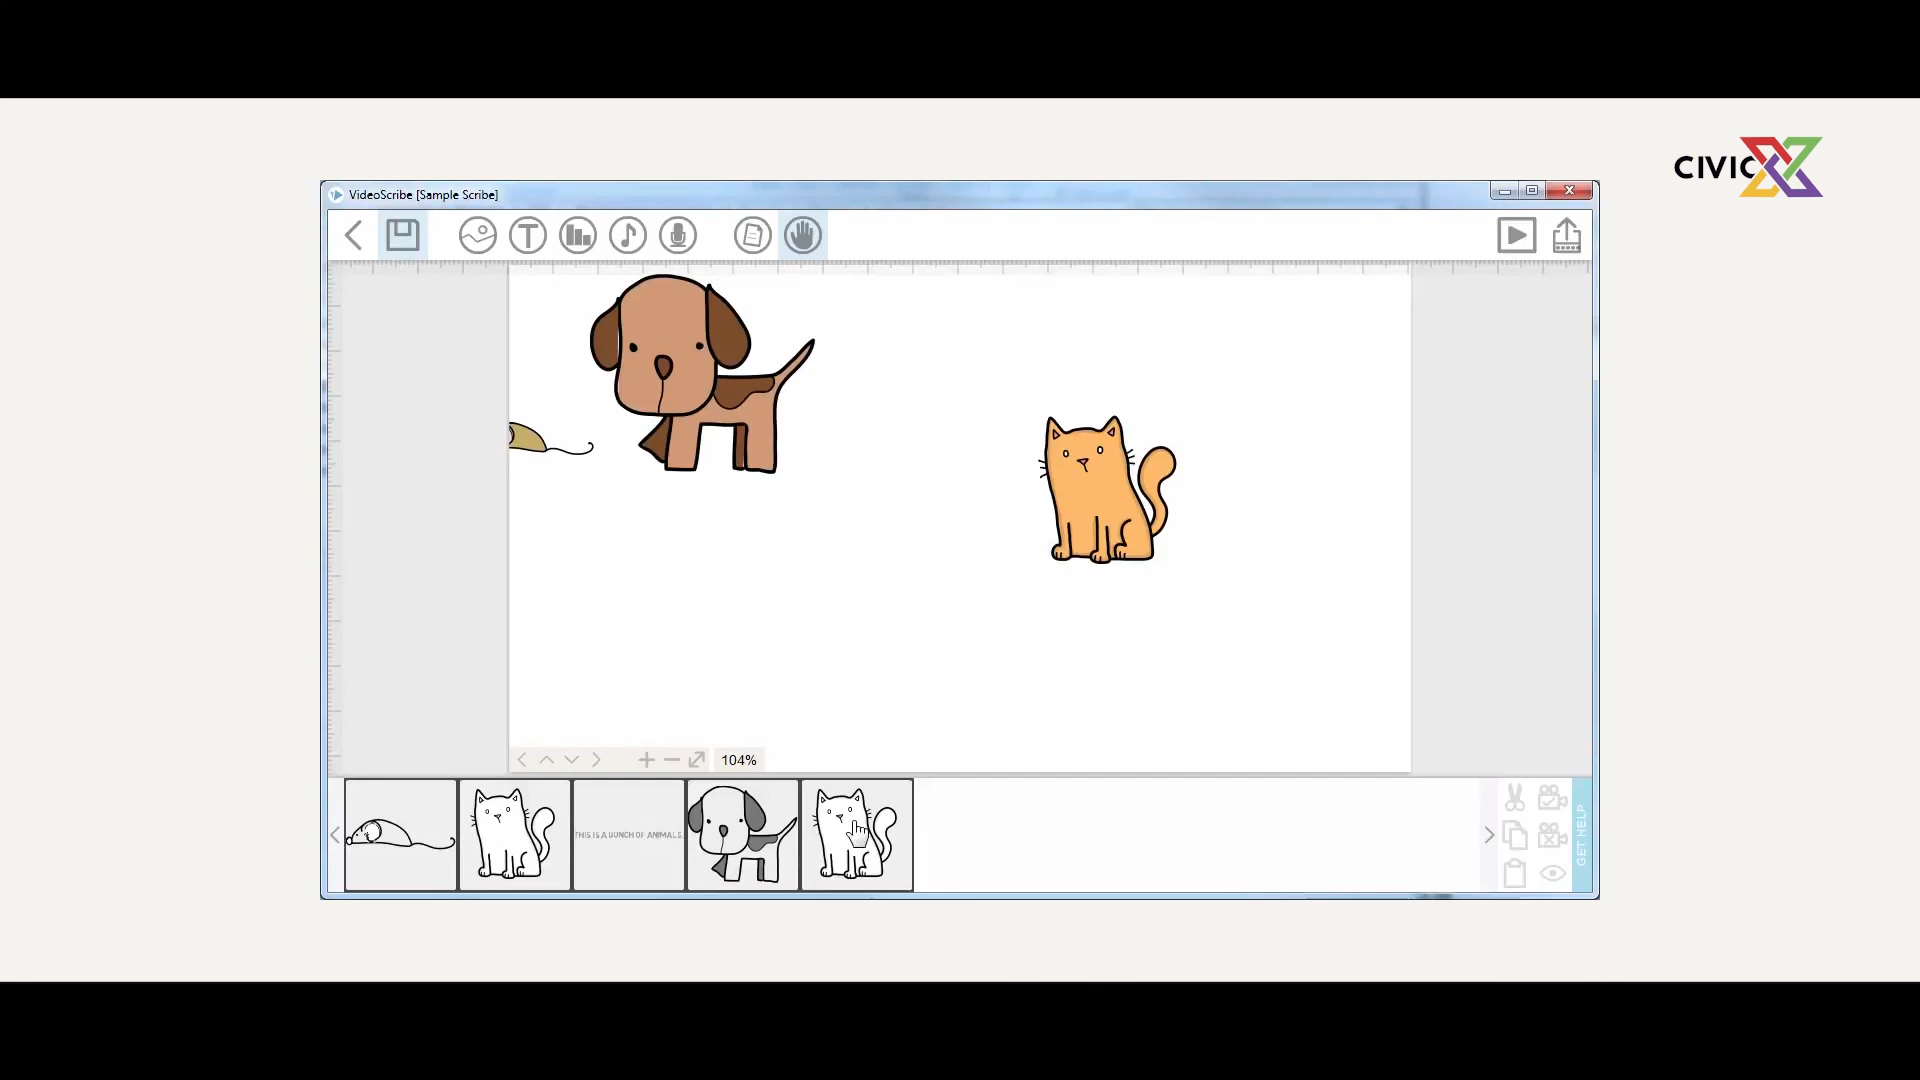 CIVIC
VideoScribe [Sample Scribe]
T
104%
THIS IS A BUNCH OF ANIMALS.
GET HELP